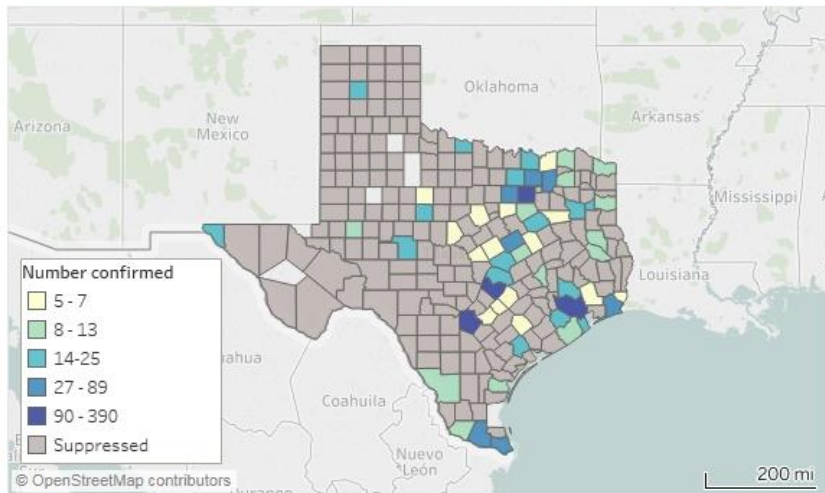 Oklahoma
Arizona
New
Mexico
Arkansas
Mississippi
Louisiana
Number confirmed
5 - 7
8 - 13
14-25
27 - 89
90 - 390
Suppressed
Coahuila
Nuevo
León
© OpenStreetMap contributors
200 mi